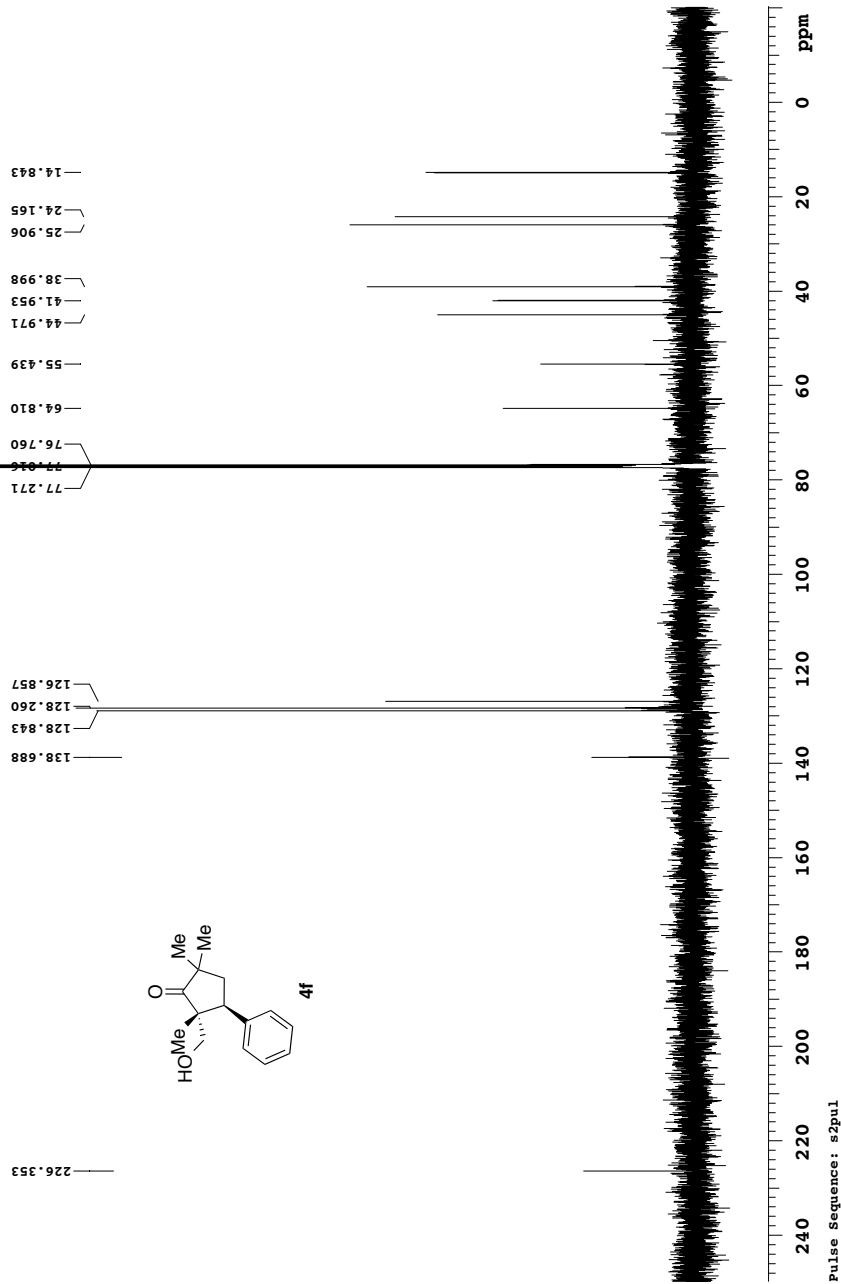 226.353
138.688
128.843
128.260
126.857
77.271
77.016
76.760
64.810
55.439
44.971
41.953
38.998
25.906
24.165
14.843
O
Me
Me
Me
HO
4f
240 220 200 180 160 140 120 100 80 60 40 20 0 ppm
Pulse Sequence: s2pul